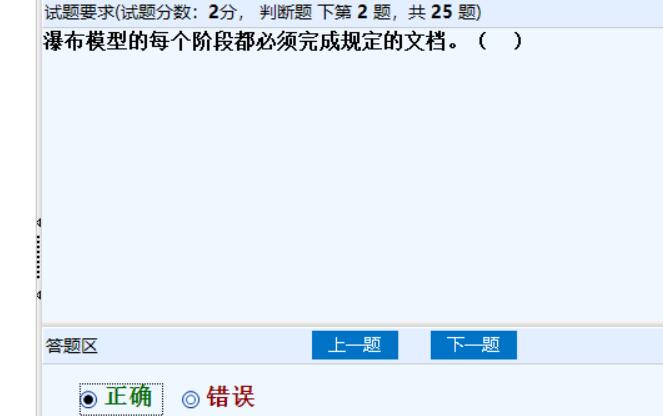 试题要求(试题分数：2分， 判断题 下第 2 题，共 25 题)
瀑布模型的每个阶段都必须完成规定的文档。（ ）
答题区 上一题 下一题
正确 错误